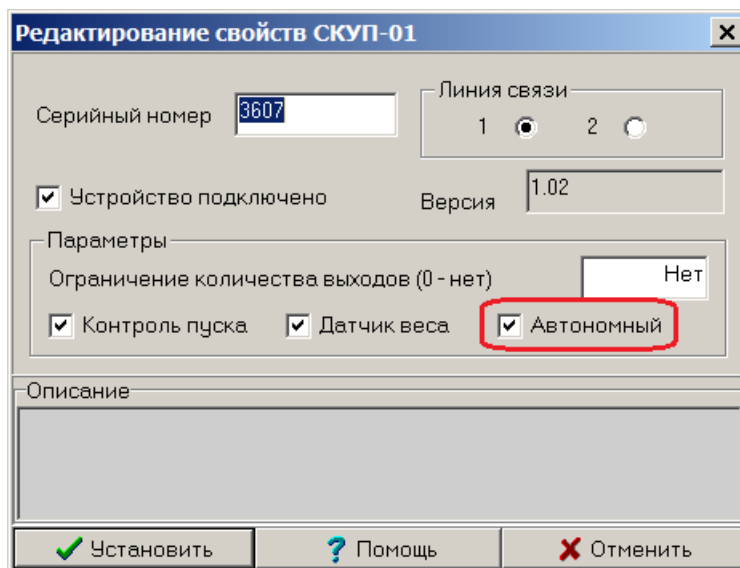 Редактирование свойств СКУП-01
Серийный номер 3607
Линия связи
1 2
Устройство подключено
Версия 1.02
Параметры
Ограничение количества выходов (0 - нет) Нет
Контроль пуска Датчик веса Автономный
Описание
Установить Помощь Отменить